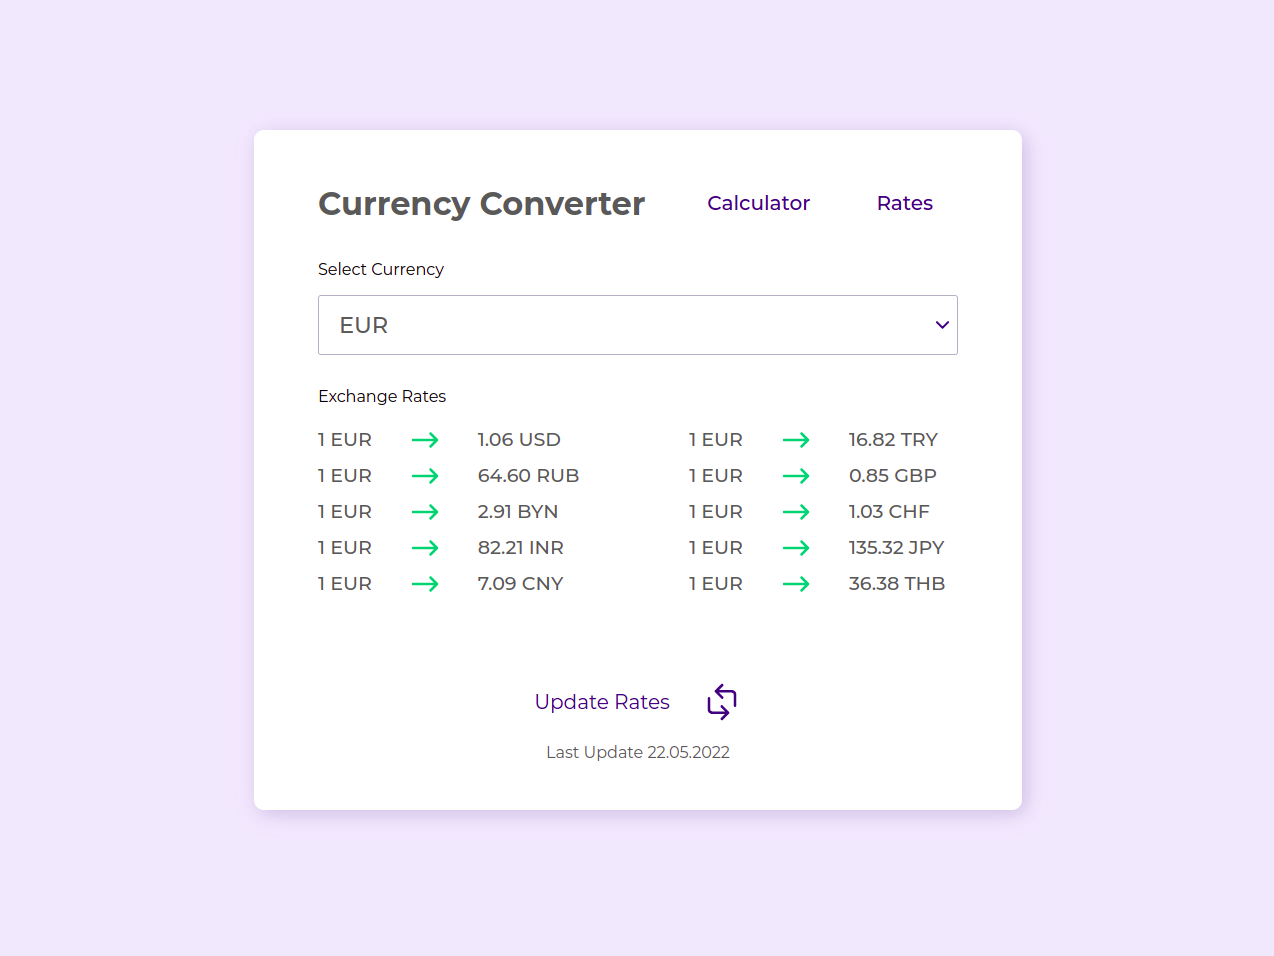 Currency Converter Calculator Rates
Select Currency
EUR
Exchange Rates
1 EUR 1.06 USD 1 EUR 16.82 TRY
1 EUR 64.60 RUB 1 EUR 0.85 GBP
1 EUR 2.91 BYN 1 EUR 1.03 CHF
1 EUR 82.21 INR 1 EUR 135.32 JPY
1 EUR 7.09 CNY 1 EUR 36.38 THB
Update Rates
Last Update 22.05.2022